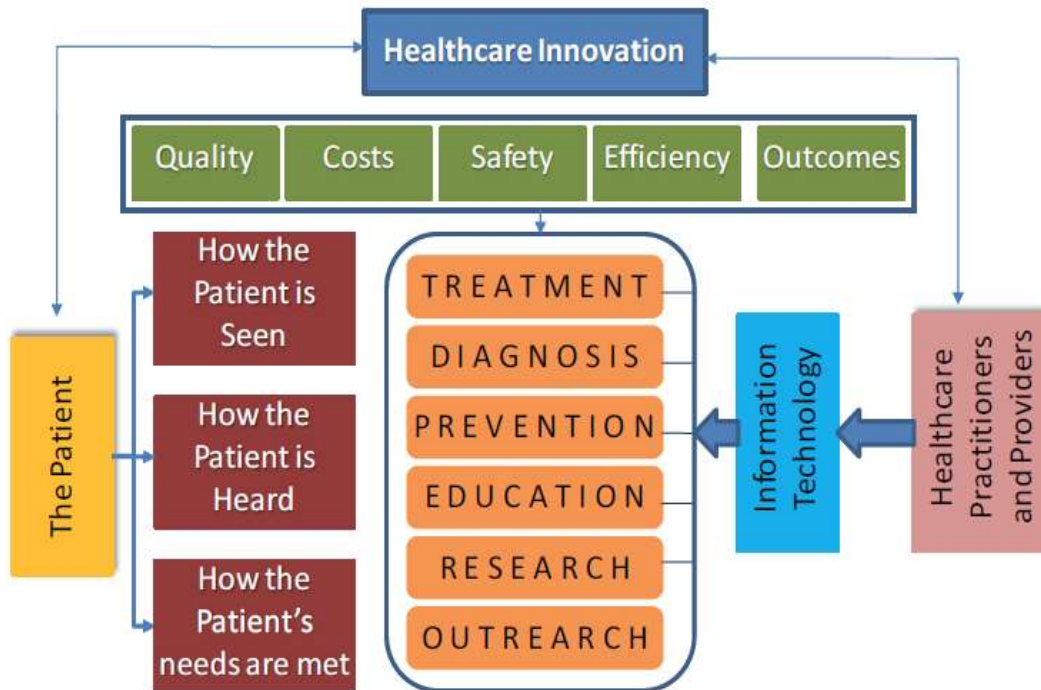 Healthcare Innovation
Quality
Costs
Safety
Efficiency
Outcomes
How the
Patient is
Seen
How the
Patient is
Heard
How the
Patient's
needs are met
The Patient
TREATMENT
DIAGNOSIS
PREVENTION
EDUCATION
RESEARCH
OUTREARCH
Information
Technology
Healthcare
Practitioners
and Providers